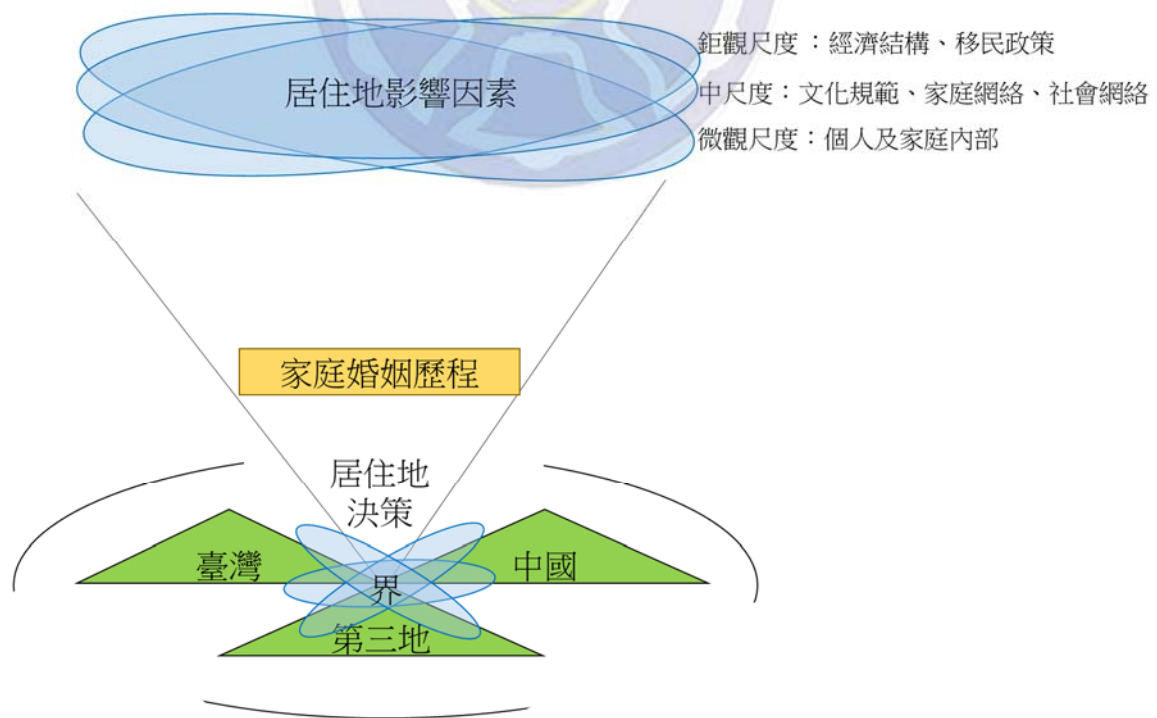 鉅觀尺度：經濟結構、移民政策
居住地影響因素
中尺度：文化規範、家庭網絡、社會網絡
微觀尺度：個人及家庭內部
家庭婚姻歷程
居住地
決策
臺灣
中國
界
第三地